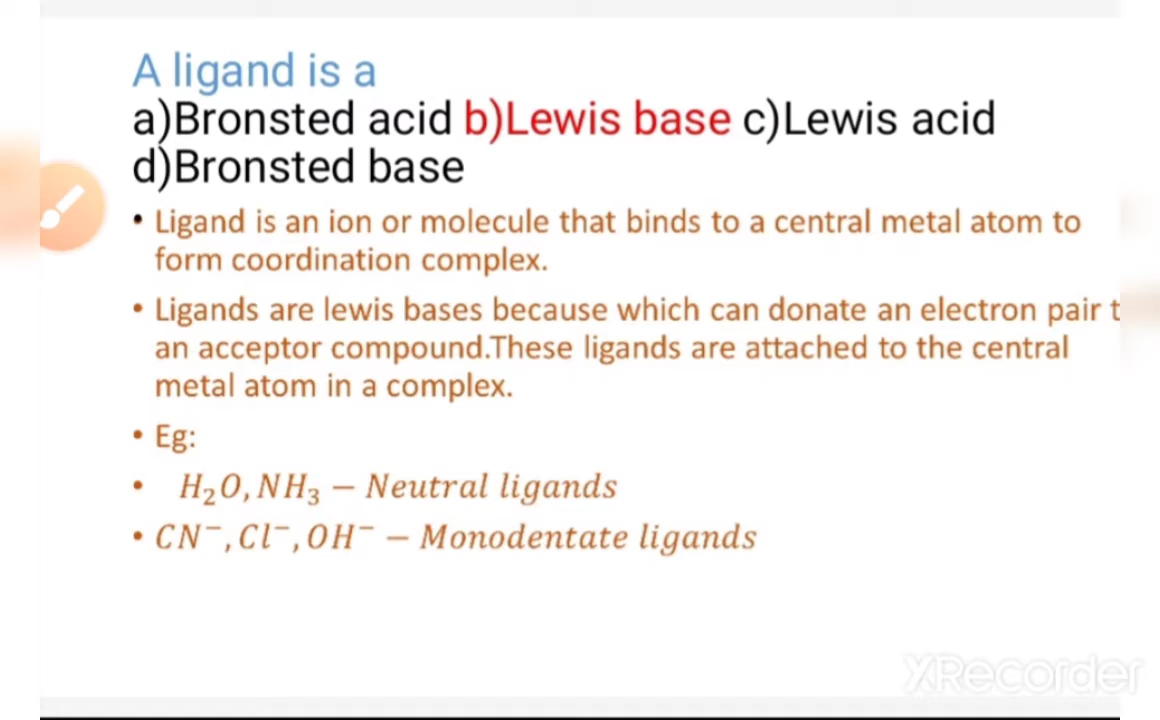 A ligand is a
a)Bronsted acid b)Lewis base c)Lewis acid
d)Bronsted base
• Ligand is an ion or molecule that binds to a central metal atom to
form coordination complex.
• Ligands are lewis bases because which can donate an electron pair t
an acceptor compound.These ligands are attached to the central
metal atom in a complex.
• Eg:
• H₂O, NH₃ − Neutral ligands
• CN⁻, Cl⁻, OH⁻ − Monodentate ligands
XRecorder